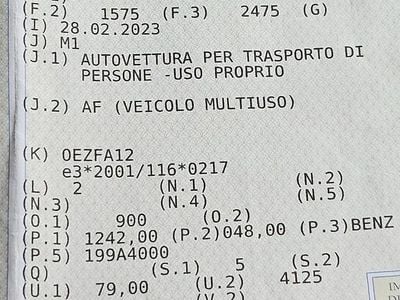 (F.2) 1575 (F.3) 2475 (G)
(I) 28.02.2023
(J) M1
(J.1) AUTOVETTURA PER TRASPORTO DI
PERSONE -USO PROPRIO
(J.2) AF (VEICOLO MULTIUSO)
(K) OEZFA12
e3*2001/116*0217
(L) 2 (N.1) (N.2)
(N.3) (N.4) (N.5)
(O.1) 900 (O.2)
(P.1) 1242,00 (P.2)048,00 (P.3)BENZ
(P.5) 199A4000
(Q) (S.1) 5 (S.2)
(U.1) 79,00 (U.2) 4125